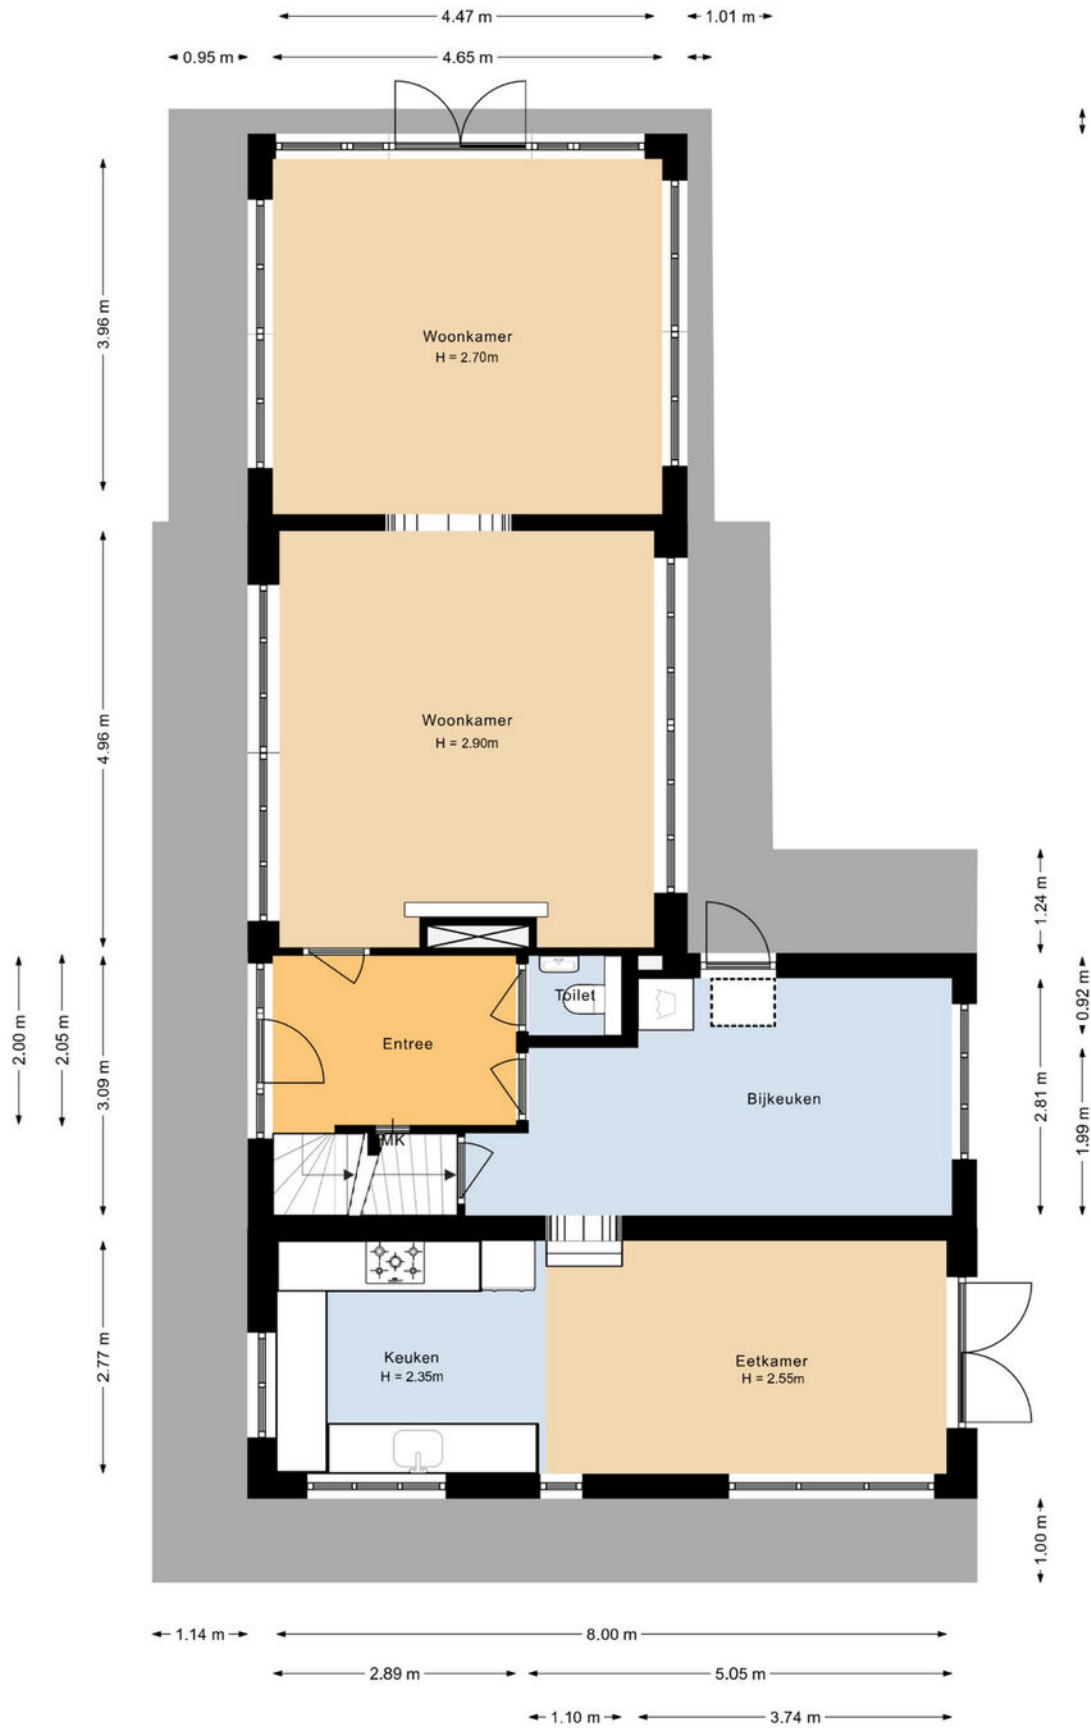 4.47 m
1.01 m
0.95 m
4.65 m
3.96 m
Woonkamer
H = 2.70m
4.96 m
Woonkamer
H = 2.90m
1.24 m
2.00 m
2.05 m
3.09 m
Toilet
Entree
Bijkeuken
MK
2.81 m
0.92 m
1.99 m
2.77 m
Keuken
H = 2.35m
Eetkamer
H = 2.55m
1.00 m
1.14 m
8.00 m
2.89 m
5.05 m
1.10 m
3.74 m